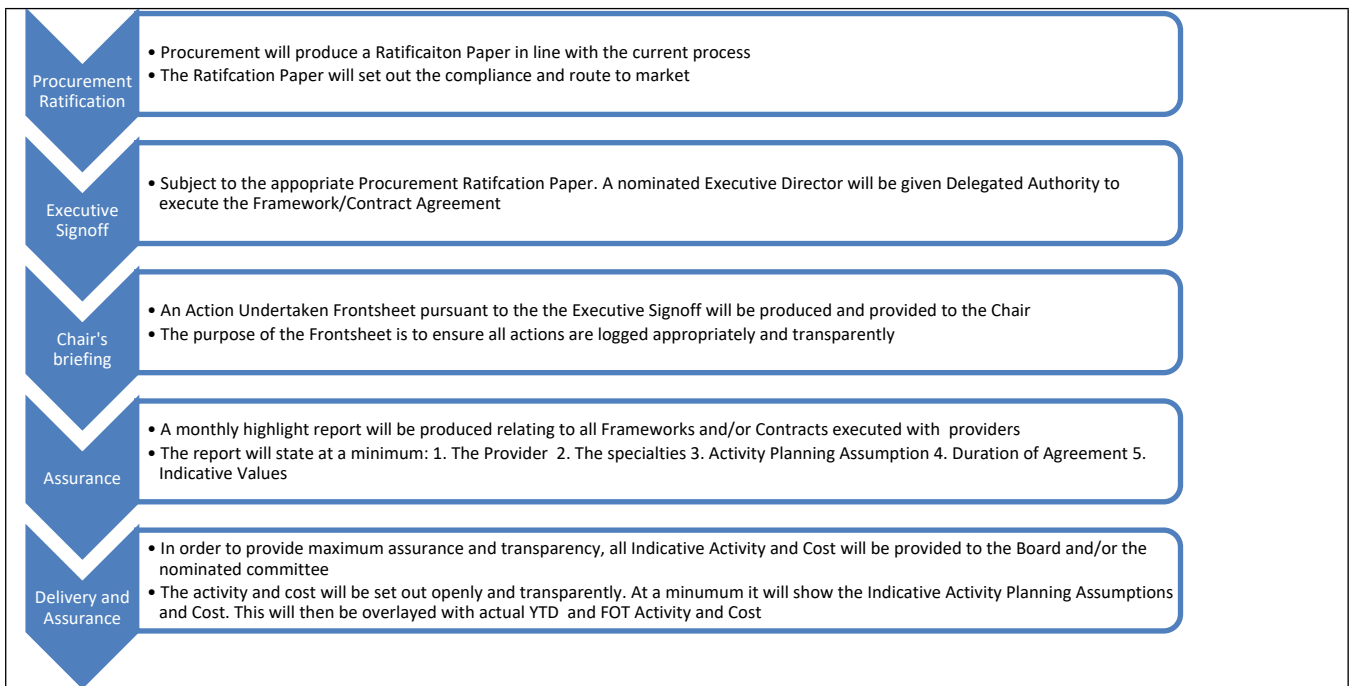 Procurement
Ratification
• Procurement will produce a Ratificaiton Paper in line with the current process
• The Ratifcation Paper will set out the compliance and route to market
Executive
Signoff
• Subject to the appopriate Procurement Ratifcation Paper. A nominated Executive Director will be given Delegated Authority to
execute the Framework/Contract Agreement
Chair's
briefing
• An Action Undertaken Frontsheet pursuant to the the Executive Signoff will be produced and provided to the Chair
• The purpose of the Frontsheet is to ensure all actions are logged appropriately and transparently
Assurance
• A monthly highlight report will be produced relating to all Frameworks and/or Contracts executed with providers
• The report will state at a minimum: 1. The Provider 2. The specialties 3. Activity Planning Assumption 4. Duration of Agreement 5.
Indicative Values
Delivery and
Assurance
• In order to provide maximum assurance and transparency, all Indicative Activity and Cost will be provided to the Board and/or the
nominated committee
• The activity and cost will be set out openly and transparently. At a minumum it will show the Indicative Activity Planning Assumptions
and Cost. This will then be overlayed with actual YTD and FOT Activity and Cost